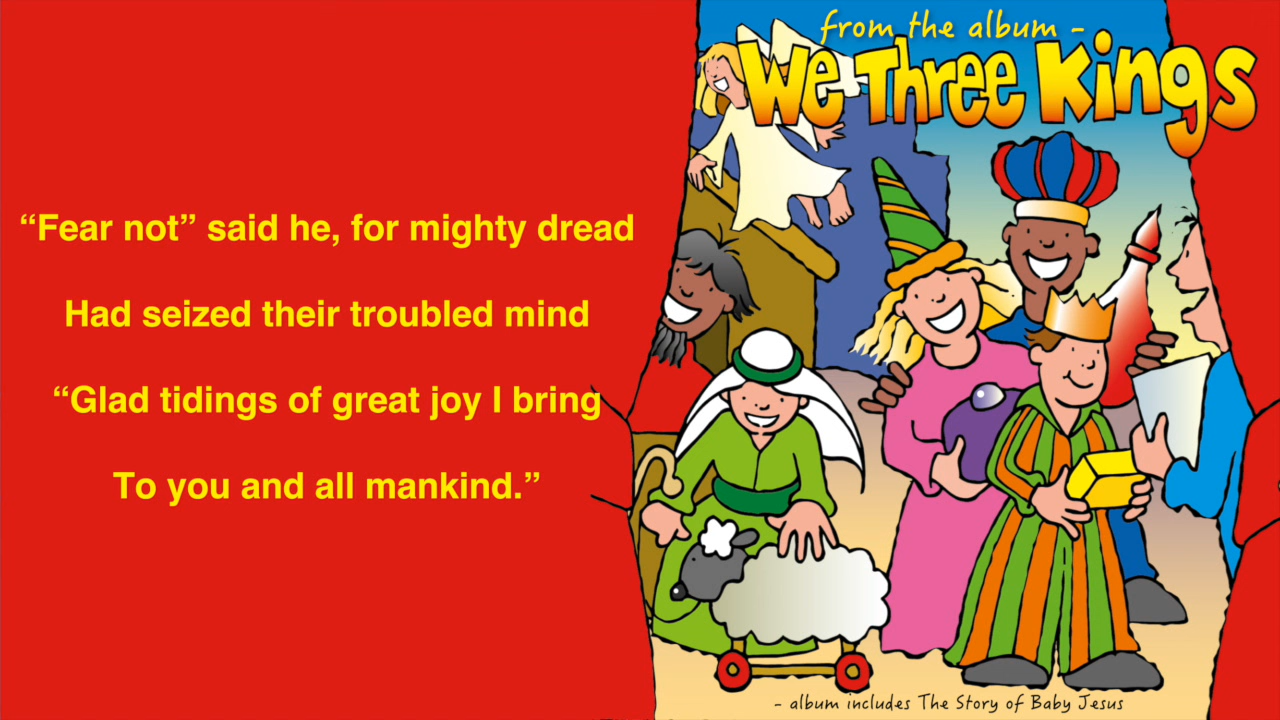 “Fear not” said he, for mighty dread
Had seized their troubled mind
“Glad tidings of great joy I bring
To you and all mankind.”
from the album -
We Three Kings
- album includes The Story of Baby Jesus